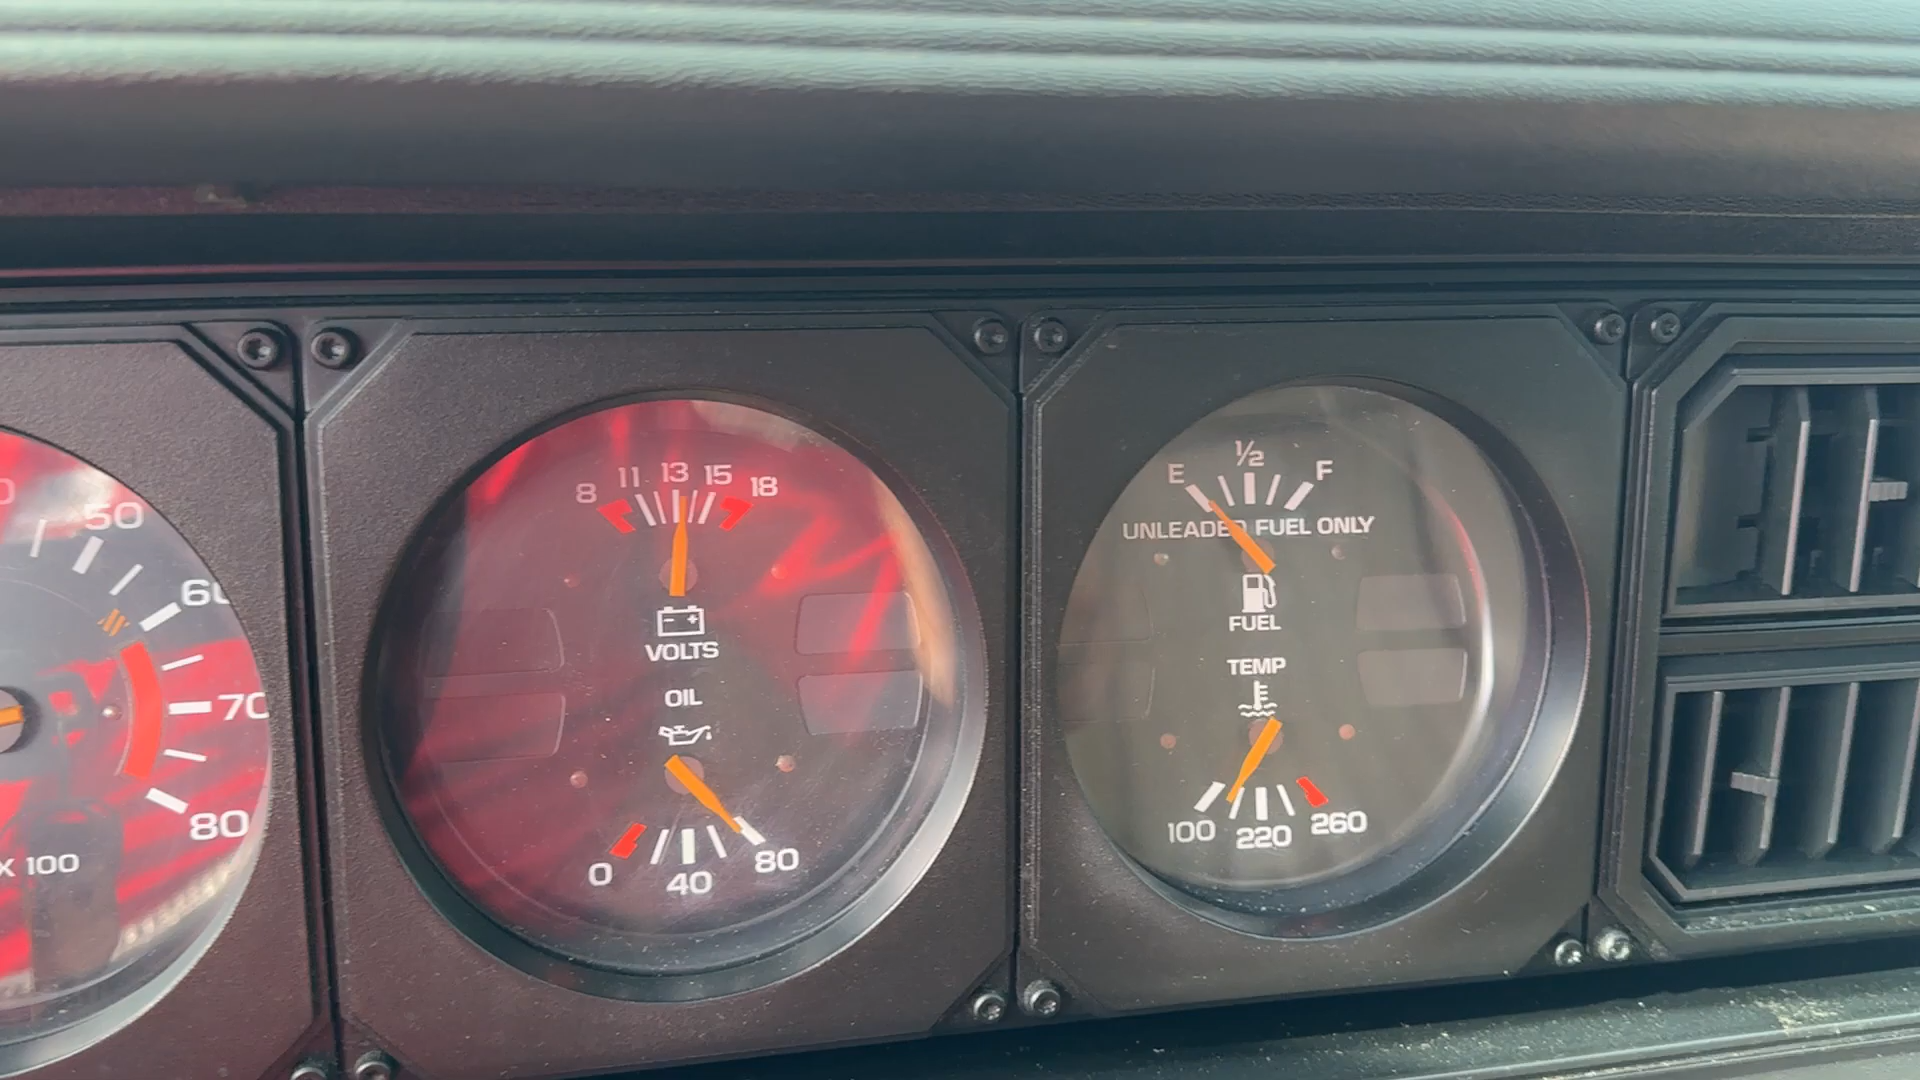 50
60
70
80
X 100
8 11 13 15 18
VOLTS
OIL
0 40 80
E 1/2 F
UNLEADED FUEL ONLY
FUEL
TEMP
100 220 260